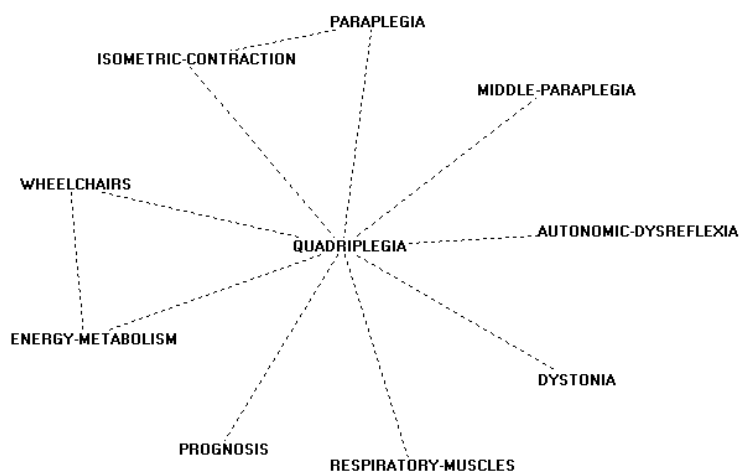 PARAPLEGIA
ISOMETRIC-CONTRACTION
MIDDLE-PARAPLEGIA
WHEELCHAIRS
AUTONOMIC-DYSREFLEXIA
QUADRIPLEGIA
ENERGY-METABOLISM
DYSTONIA
PROGNOSIS
RESPIRATORY-MUSCLES